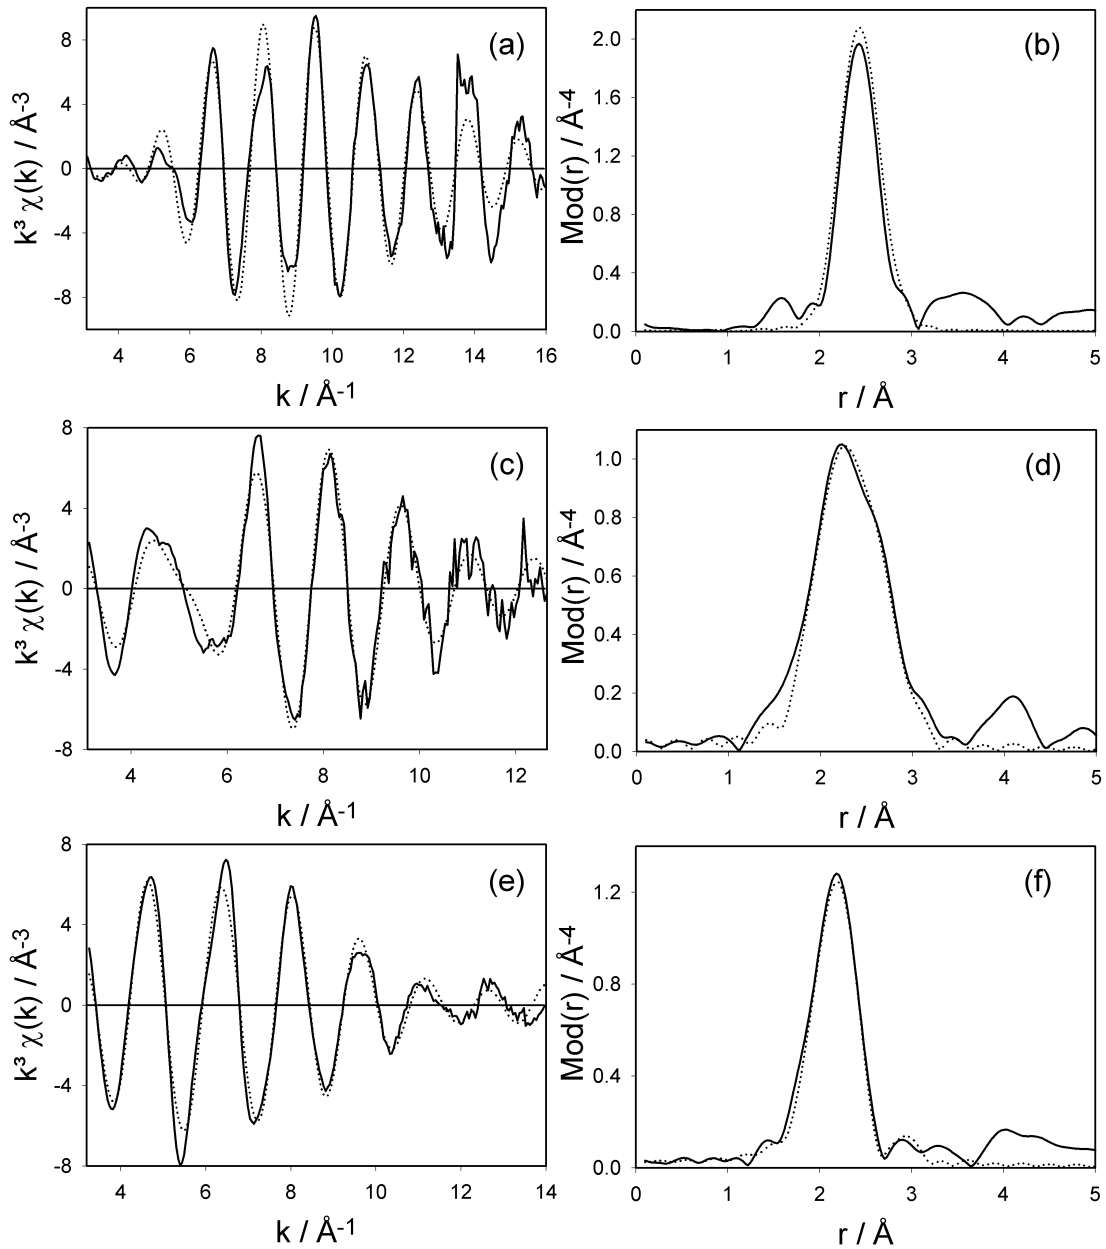 (a)
k³ χ(k) / Å-3
8
4
0
-4
-8
4 6 8 10 12 14 16
k / Å-1
(b)
Mod(r) / Å-4
2.0
1.6
1.2
0.8
0.4
0.0
0 1 2 3 4 5
r / Å
(c)
k³ χ(k) / Å-3
8
4
0
-4
-8
4 6 8 10 12
k / Å-1
(d)
Mod(r) / Å-4
1.0
0.8
0.6
0.4
0.2
0.0
0 1 2 3 4 5
r / Å
(e)
k³ χ(k) / Å-3
8
4
0
-4
-8
4 6 8 10 12 14
k / Å-1
(f)
Mod(r) / Å-4
1.2
0.8
0.4
0.0
0 1 2 3 4 5
r / Å